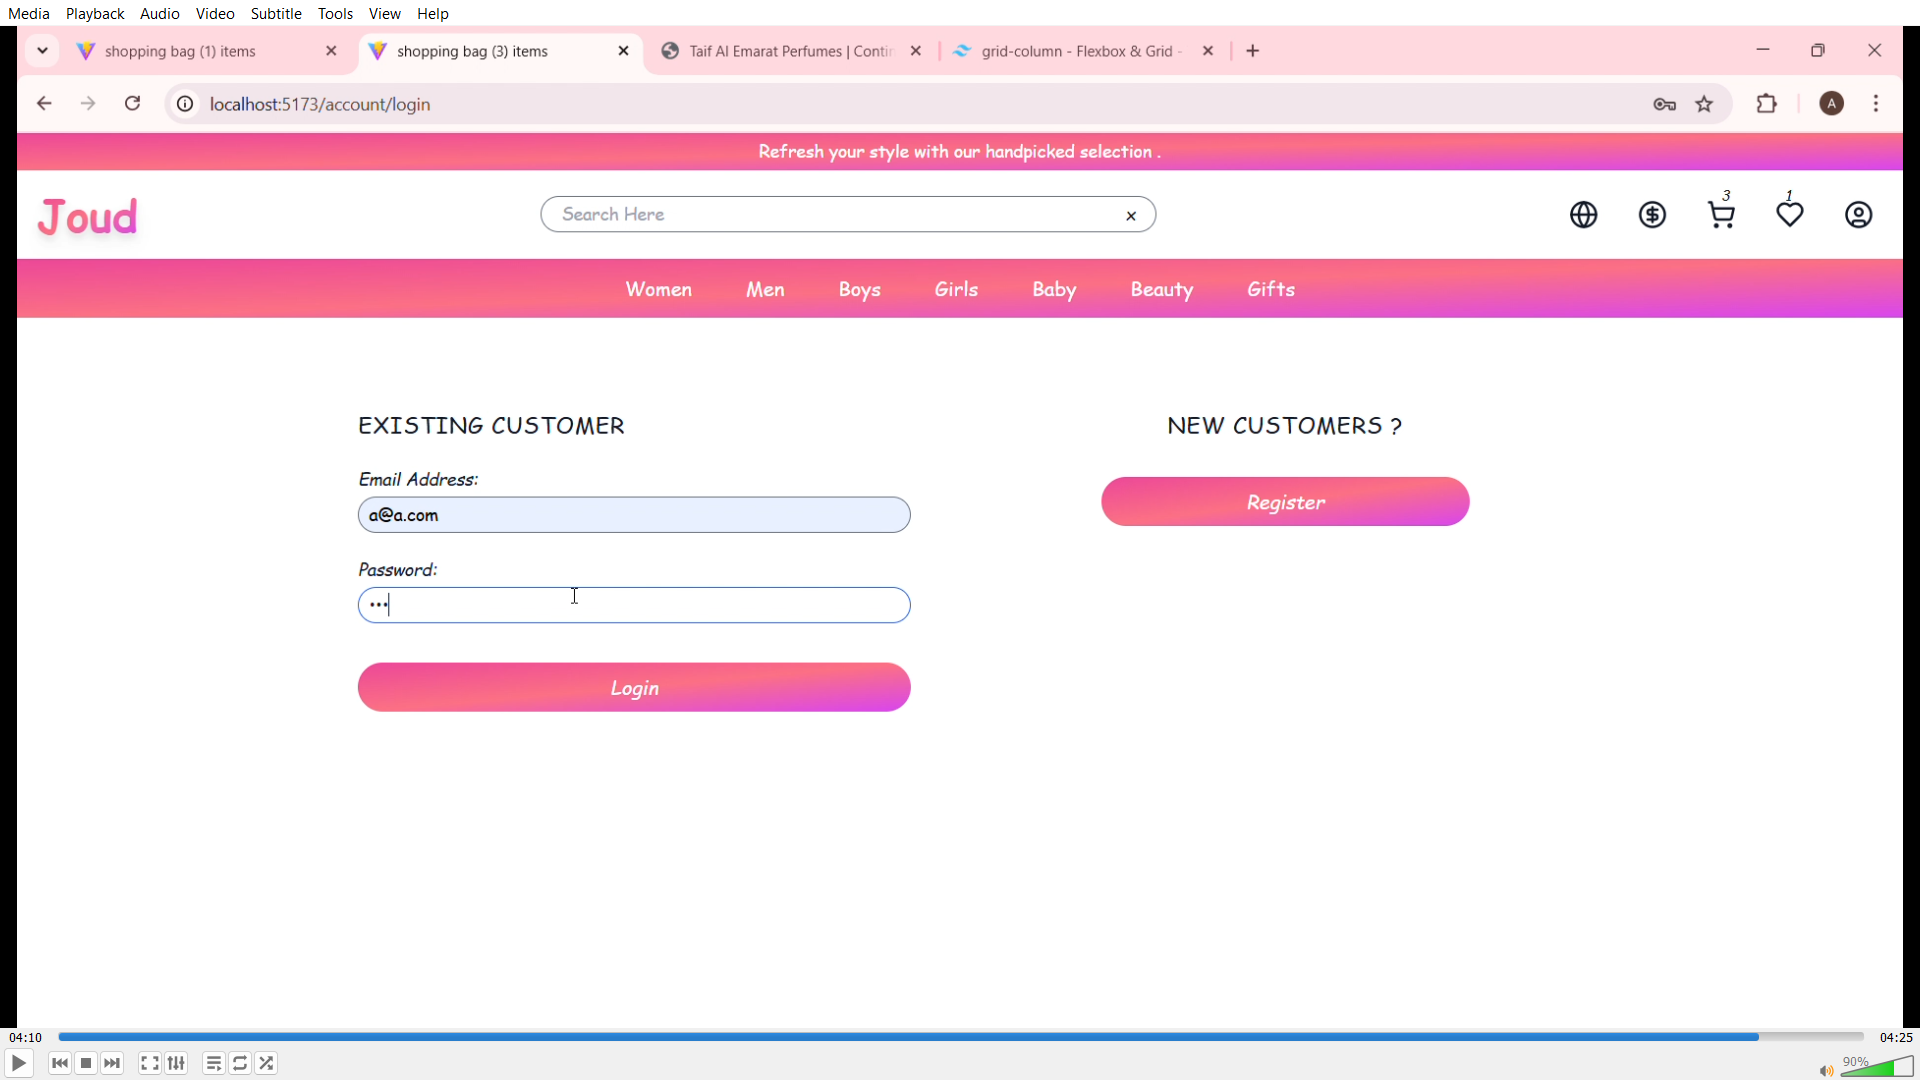 Media Playback Audio Video Subtitle Tools View Help
shopping bag (1) items
shopping bag (3) items
Taif Al Emarat Perfumes | Contin
grid-column - Flexbox & Grid -
localhost:5173/account/login
A
Refresh your style with our handpicked selection .
Joud
Search Here
3
1
Women Men Boys Girls Baby Beauty Gifts
EXISTING CUSTOMER
Email Address:
a@a.com
Password:
•••
Login
NEW CUSTOMERS ?
Register
04:10
04:25
90%